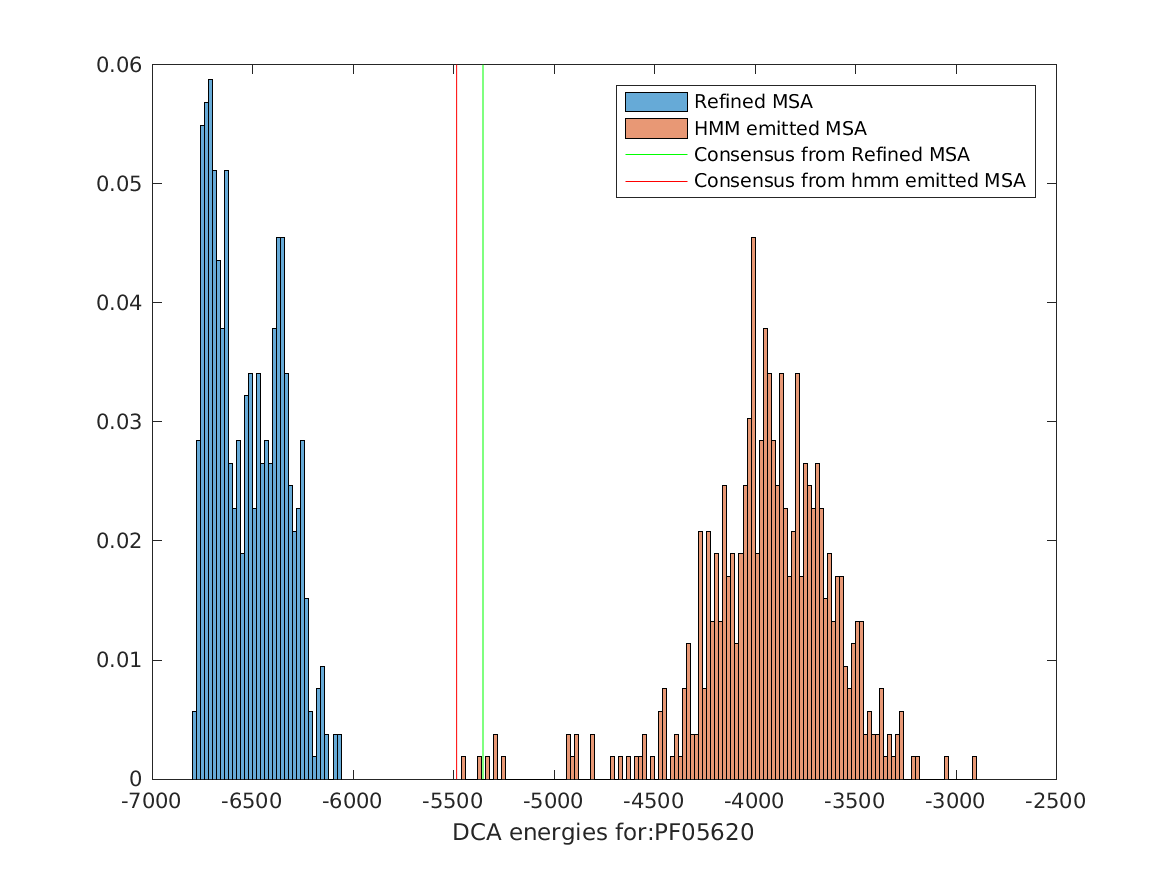 0.06
0.05
0.04
0.03
0.02
0.01
0
Refined MSA
HMM emitted MSA
Consensus from Refined MSA
Consensus from hmm emitted MSA
-7000 -6500 -6000 -5500 -5000 -4500 -4000 -3500 -3000 -2500
DCA energies for:PF05620